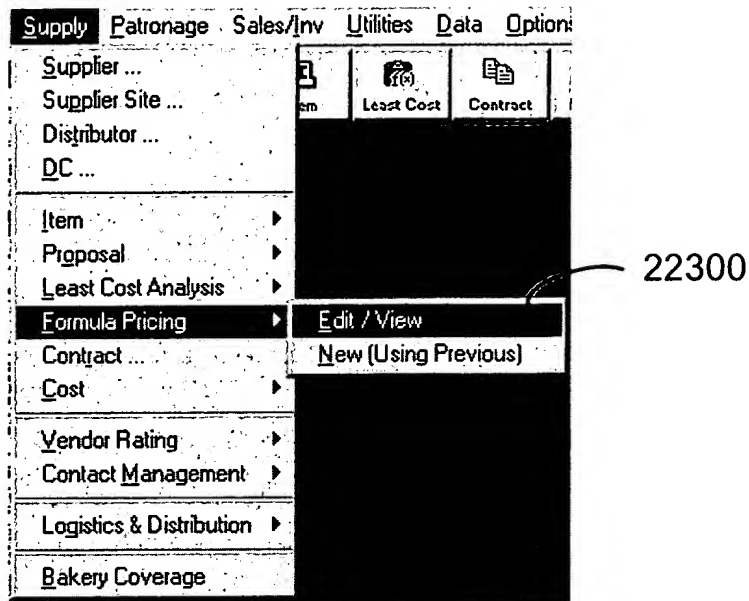 Supply Patronage Sales/Inv Utilities Data Option
Supplier ...
Supplier Site ...
Distributor ...
DC ...
Least Cost Contract
Item
Proposal
Least Cost Analysis
Formula Pricing
Edit / View
New (Using Previous)
22300
Contract ...
Cost
Vendor Rating
Contact Management
Logistics & Distribution
Bakery Coverage